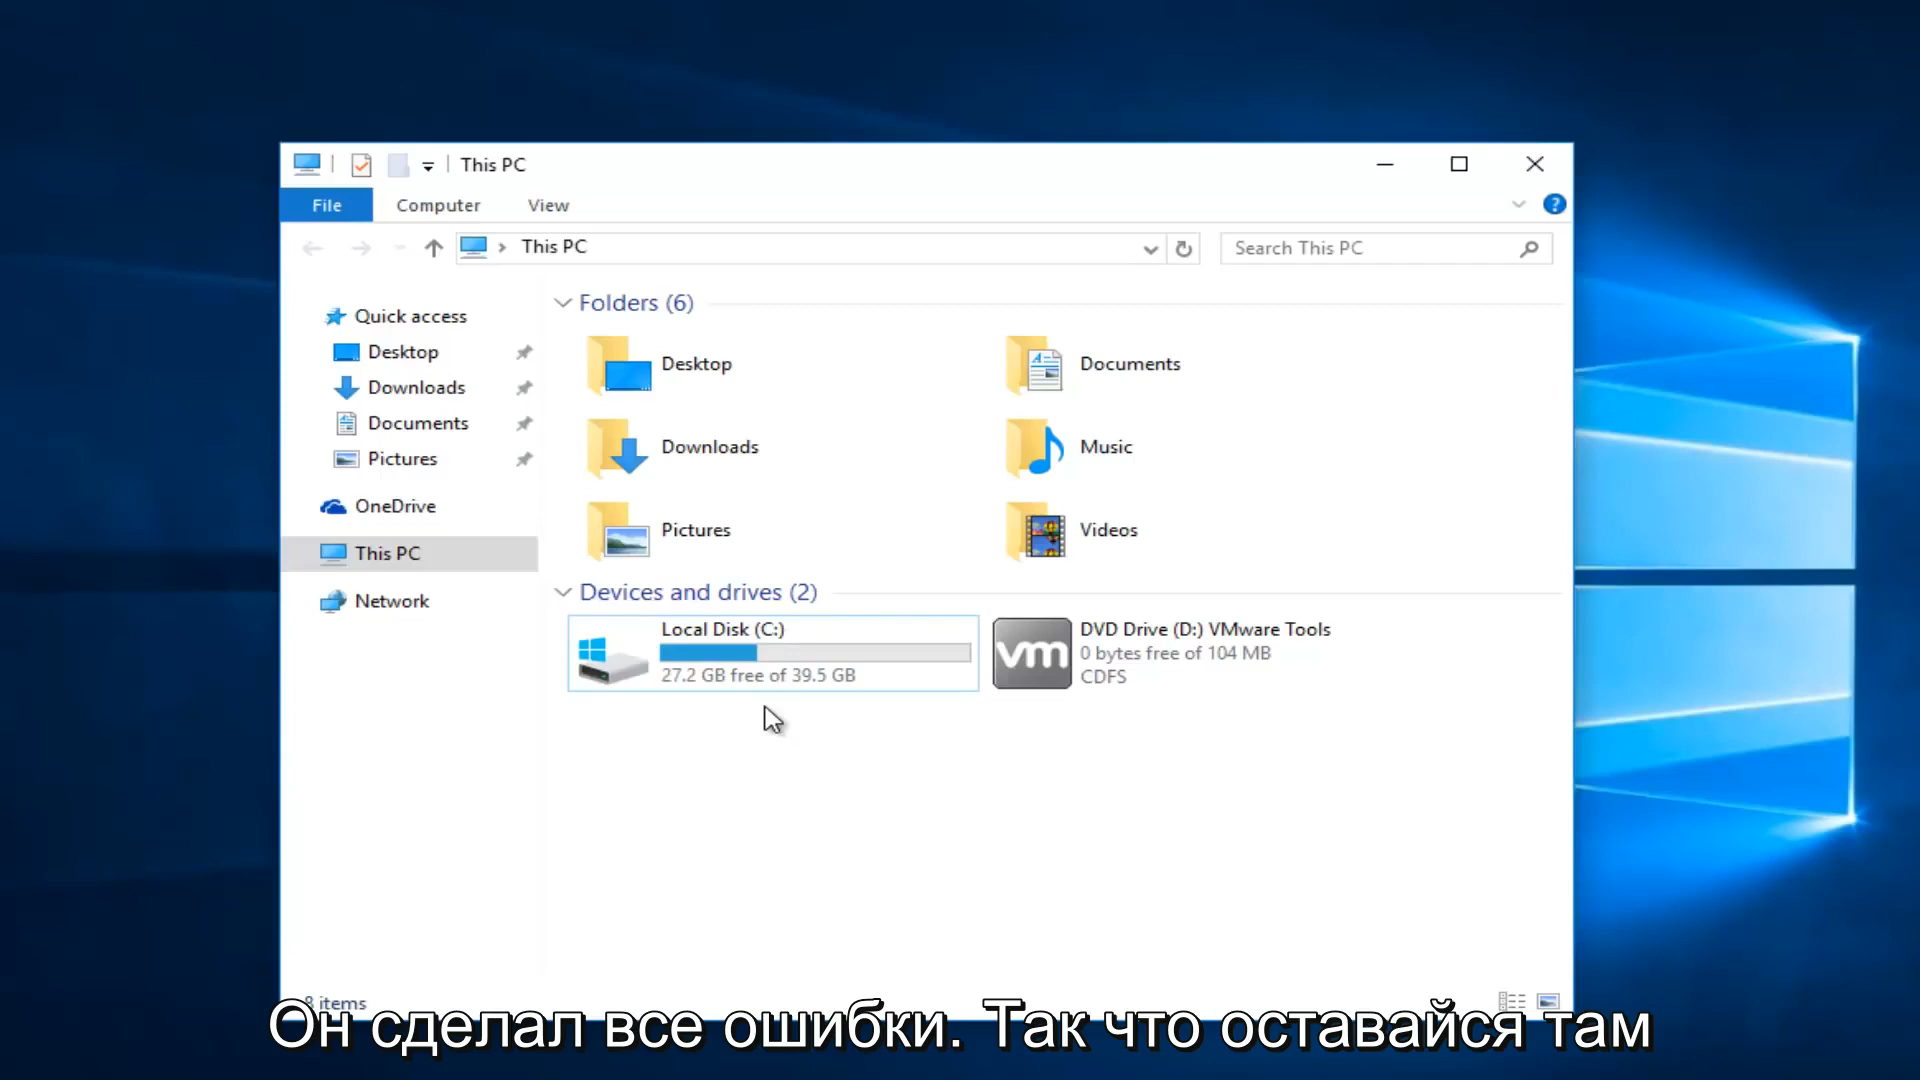 This PC
File Computer View
This PC
Search This PC
Quick access
Desktop
Downloads
Documents
Pictures
OneDrive
This PC
Network
Folders (6)
Desktop
Documents
Downloads
Music
Pictures
Videos
Devices and drives (2)
Local Disk (C:)
27.2 GB free of 39.5 GB
vm
DVD Drive (D:) VMware Tools
0 bytes free of 104 MB
CDFS
8 items
Он сделал все ошибки. Так что оставайся там